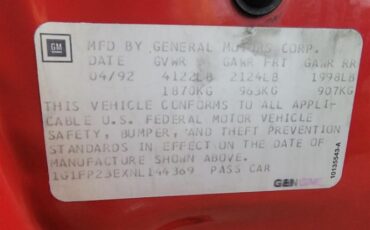 GM
MFD BY GENERAL MOTORS CORP.
DATE GVWR GAWR FRT GAWR RR
04/92 4122LB 2124LB 1998LB
1870KG 963KG 907KG
THIS VEHICLE CONFORMS TO ALL APPLI-
CABLE U.S. FEDERAL MOTOR VEHICLE
SAFETY, BUMPER, AND THEFT PREVENTION
STANDARDS IN EFFECT ON THE DATE OF
MANUFACTURE SHOWN ABOVE.
1G1FP23EXNL144369 PASS CAR
10135543-A